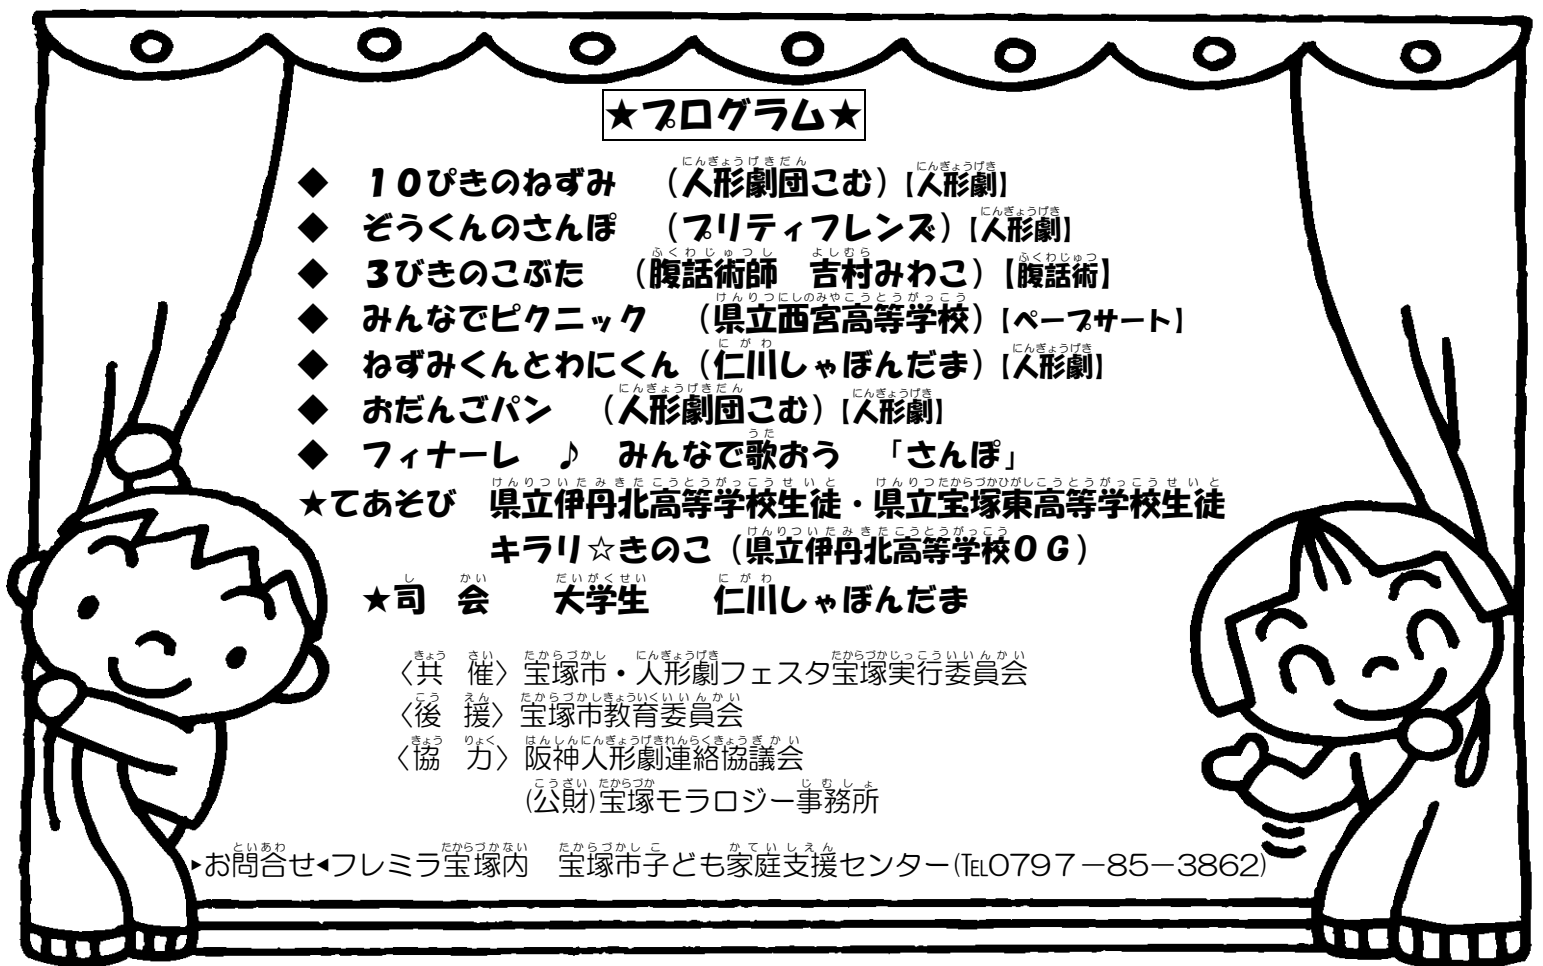 ★プログラム★
◆　１０ぴきのねずみ　（人形劇団こむ）【人形劇】
◆　ぞうくんのさんぽ　（プリティフレンズ）【人形劇】
◆　３びきのこぶた　（腹話術師　吉村みわこ）【腹話術】
◆　みんなでピクニック　（県立西宮高等学校）【ペープサート】
◆　ねずみくんとわにくん（仁川しゃぼんだま）【人形劇】
◆　おだんごパン　（人形劇団こむ）【人形劇】
◆　フィナーレ　♪　みんなで歌おう　「さんぽ」
★てあそび　県立伊丹北高等学校生徒・県立宝塚東高等学校生徒
キラリ☆きのこ（県立伊丹北高等学校ＯＧ）
★司　会　　大学生　　仁川しゃぼんだま
〈共　催〉宝塚市・人形劇フェスタ宝塚実行委員会
〈後　援〉宝塚市教育委員会
〈協　力〉阪神人形劇連絡協議会
(公財)宝塚モラロジー事務所
▸お問合せ◂フレミラ宝塚内　宝塚市子ども家庭支援センター(℡0797－85－3862)